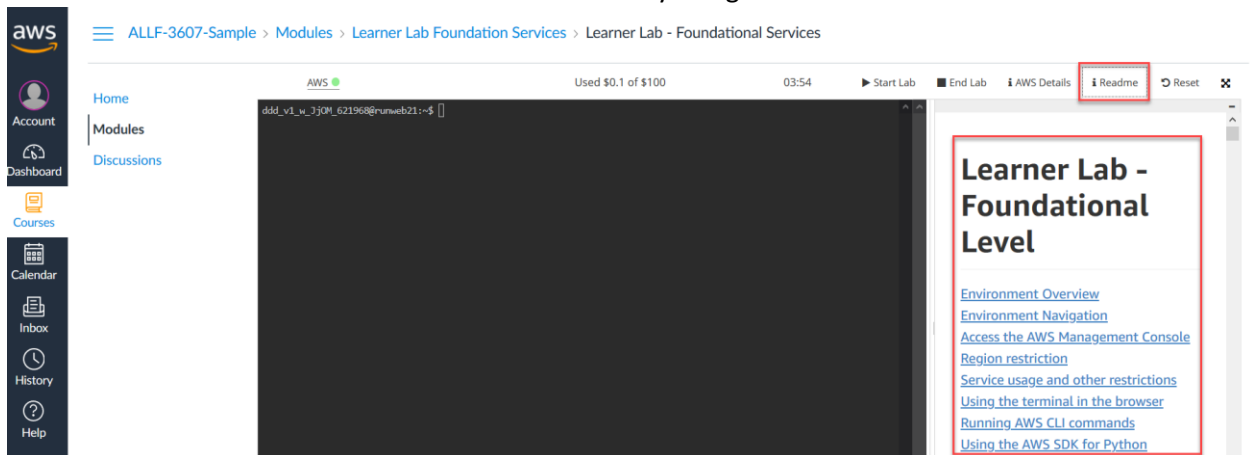 aws
ALLF-3607-Sample > Modules > Learner Lab Foundation Services > Learner Lab - Foundational Services
Account
Dashboard
Courses
Calendar
Inbox
History
Help
Home
Modules
Discussions
AWS
Used $0.1 of $100
03:54
Start Lab
End Lab
i AWS Details
i Readme
Reset
ddd_v1_w_JjOM_621968@runweb21:~$
Learner Lab -
Foundational
Level
Environment Overview
Environment Navigation
Access the AWS Management Console
Region restriction
Service usage and other restrictions
Using the terminal in the browser
Running AWS CLI commands
Using the AWS SDK for Python